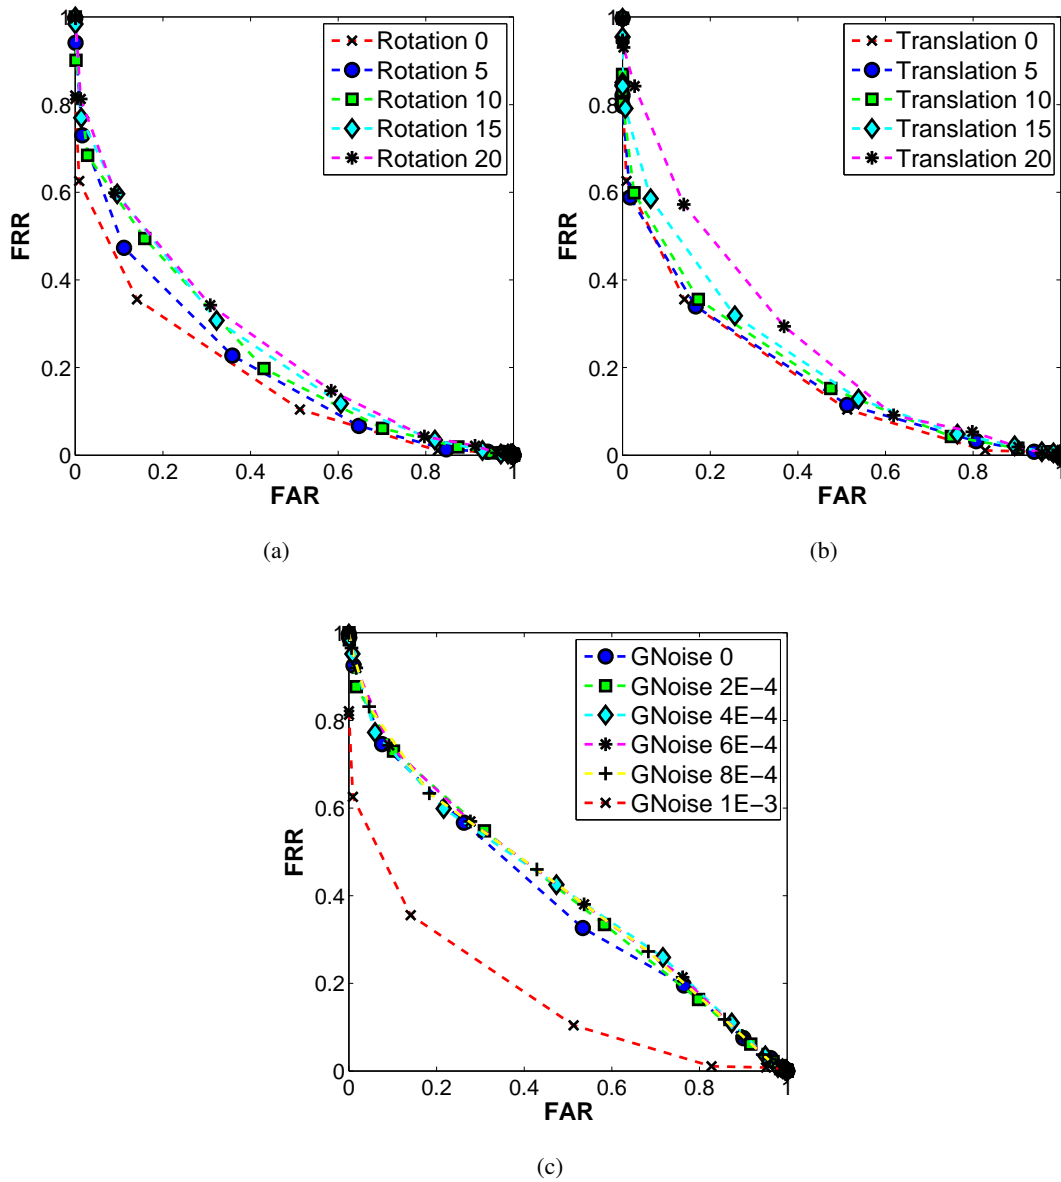 1
0.8
0.6
0.4
0.2
0
0 0.2 0.4 0.6 0.8 1
FRR
FAR
Rotation 0
Rotation 5
Rotation 10
Rotation 15
Rotation 20
(a)
1
0.8
0.6
0.4
0.2
0
0 0.2 0.4 0.6 0.8 1
FRR
FAR
Translation 0
Translation 5
Translation 10
Translation 15
Translation 20
(b)
1
0.8
0.6
0.4
0.2
0
0 0.2 0.4 0.6 0.8 1
FRR
FAR
GNoise 0
GNoise 2E−4
GNoise 4E−4
GNoise 6E−4
GNoise 8E−4
GNoise 1E−3
(c)